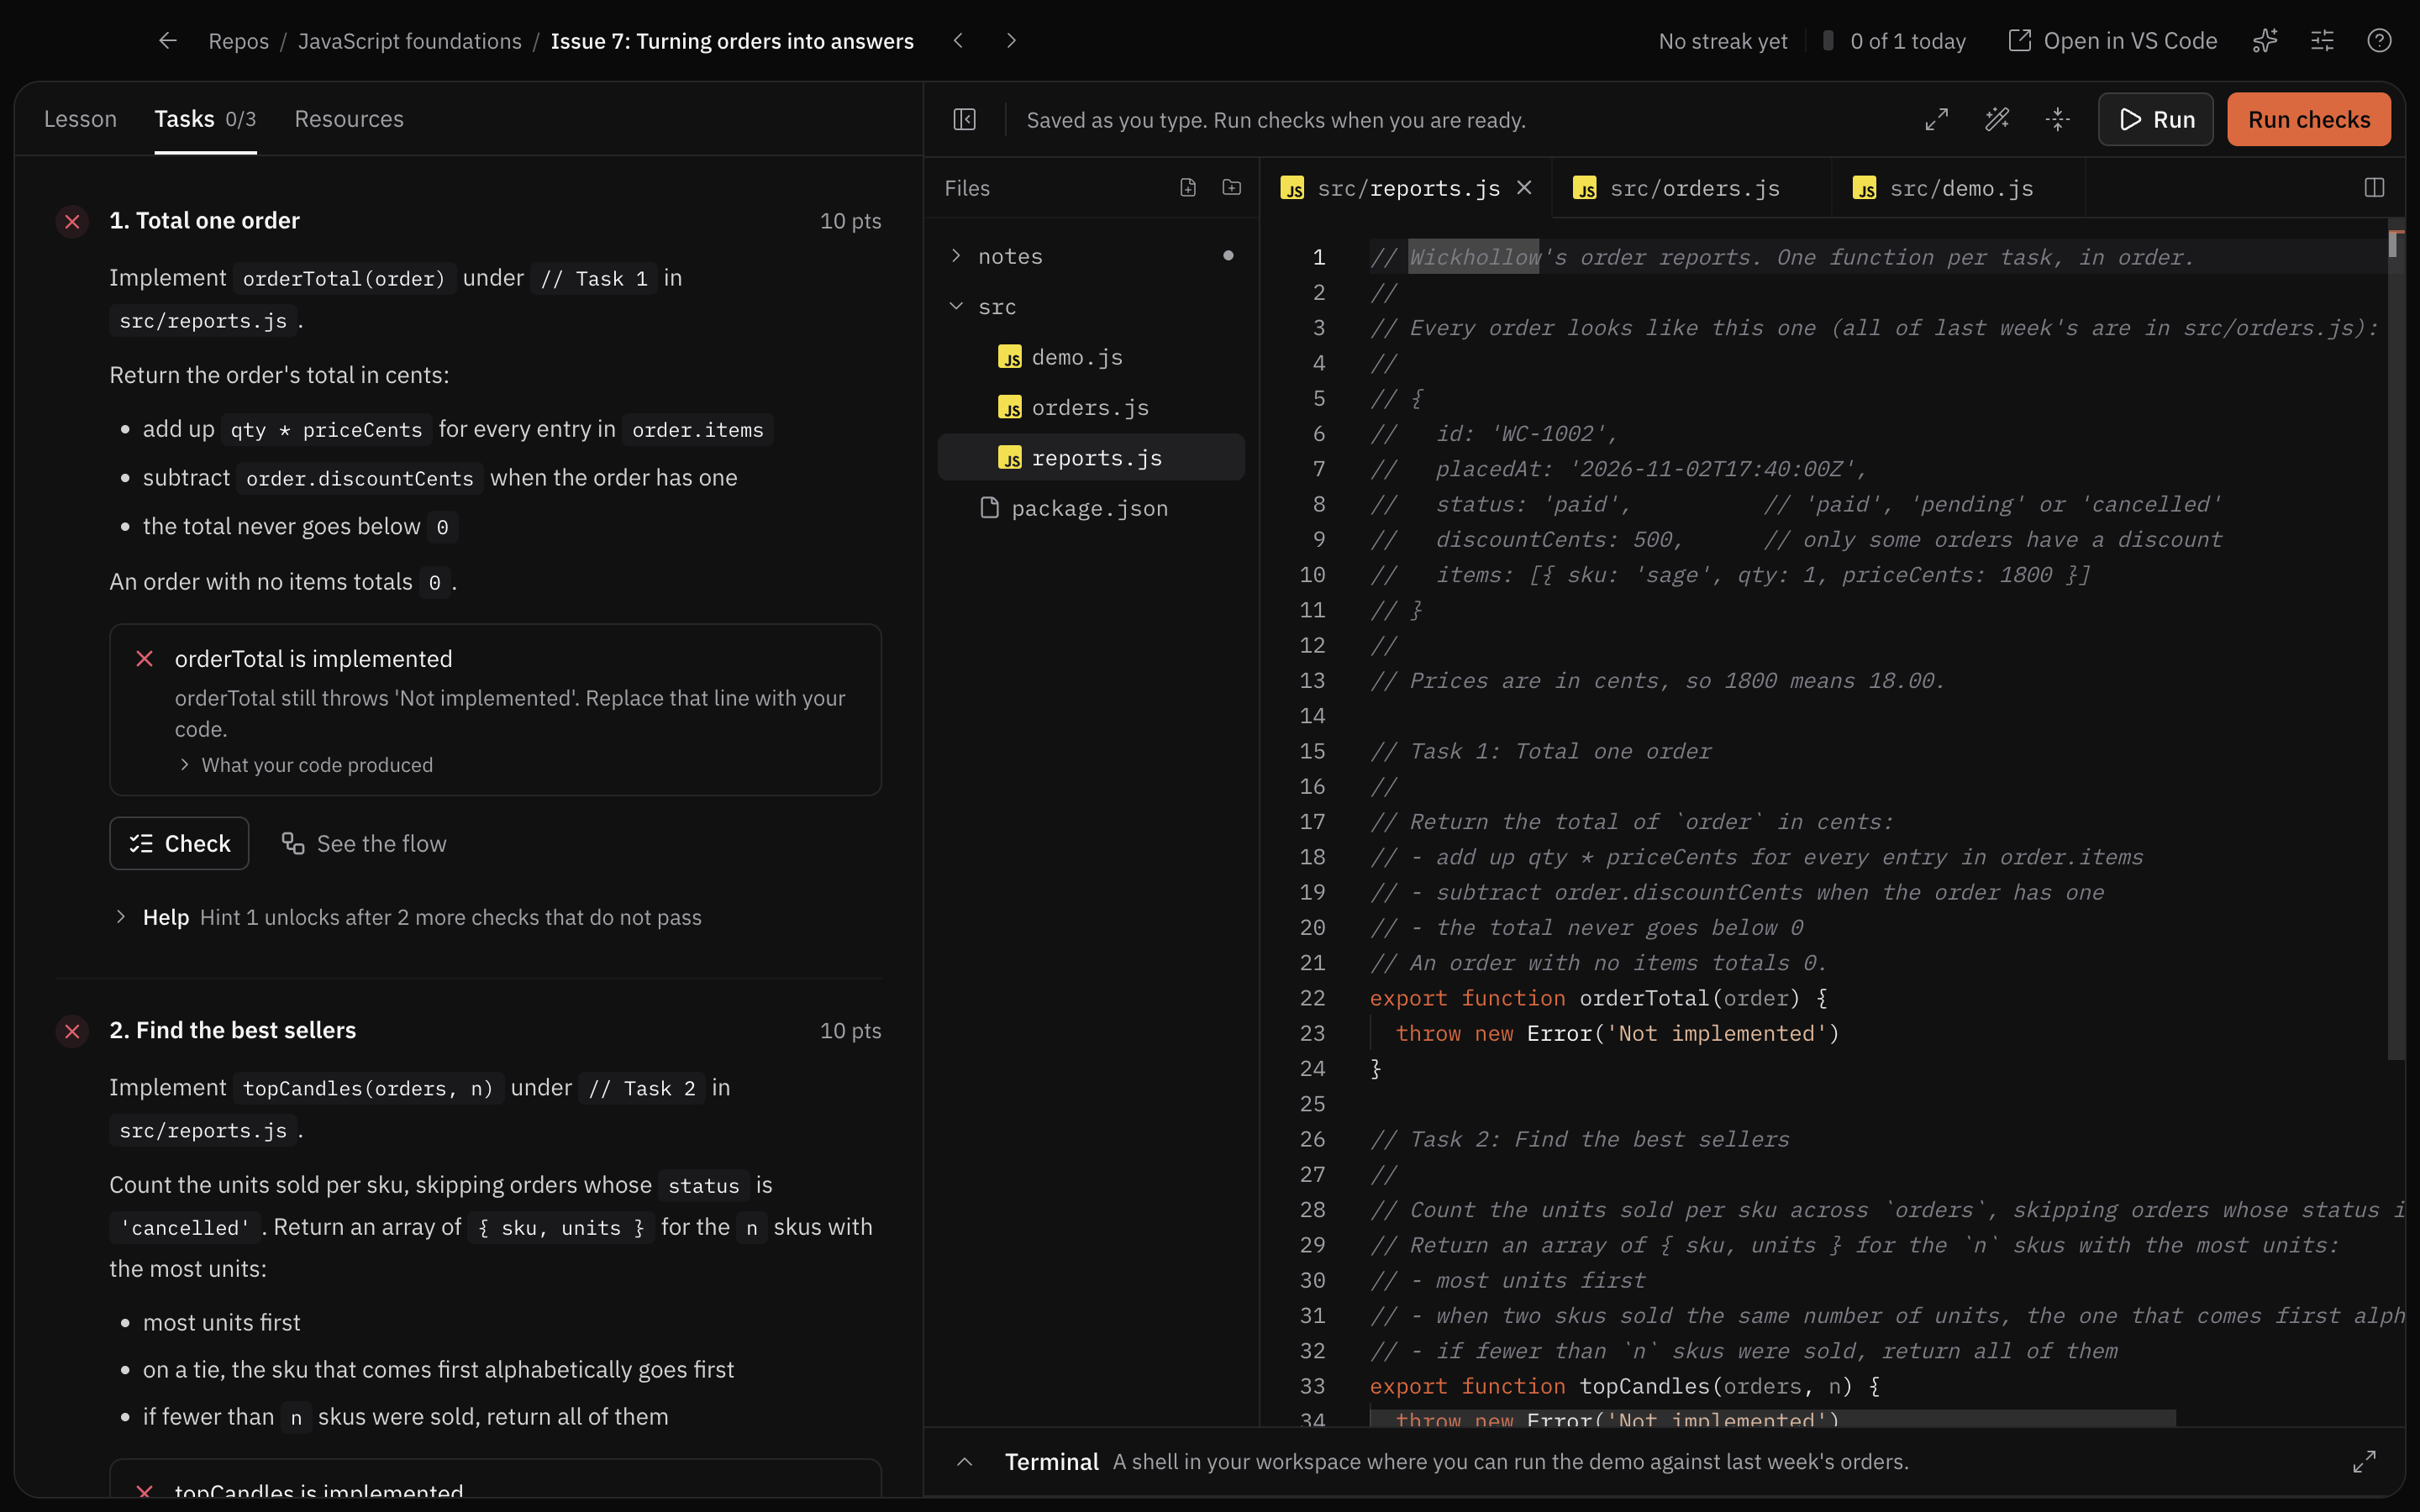 Repos / JavaScript foundations / Issue 7: Turning orders into answers
No streak yet
0 of 1 today
Open in VS Code
Lesson
Tasks 0/3
Resources
1. Total one order
10 pts
Implement orderTotal(order) under // Task 1 in
src/reports.js .
Return the order's total in cents:
• add up qty * priceCents for every entry in order.items
• subtract order.discountCents when the order has one
• the total never goes below 0
An order with no items totals 0 .
orderTotal is implemented
orderTotal still throws 'Not implemented'. Replace that line with your
code.
What your code produced
Check
See the flow
Help Hint 1 unlocks after 2 more checks that do not pass
2. Find the best sellers
10 pts
Implement topCandles(orders, n) under // Task 2 in
src/reports.js .
Count the units sold per sku, skipping orders whose status is
'cancelled' . Return an array of { sku, units } for the n skus with
the most units:
• most units first
• on a tie, the sku that comes first alphabetically goes first
• if fewer than n skus were sold, return all of them
topCandles is implemented
Saved as you type. Run checks when you are ready.
Run
Run checks
Files
notes
src
JS demo.js
JS orders.js
JS reports.js
package.json
JS src/reports.js
JS src/orders.js
JS src/demo.js
1 // Wickhollow's order reports. One function per task, in order.
2 //
3 // Every order looks like this one (all of last week's are in src/orders.js):
4 //
5 // {
6 //   id: 'WC-1002',
7 //   placedAt: '2026-11-02T17:40:00Z',
8 //   status: 'paid',          // 'paid', 'pending' or 'cancelled'
9 //   discountCents: 500,      // only some orders have a discount
10 //   items: [{ sku: 'sage', qty: 1, priceCents: 1800 }]
11 // }
12 //
13 // Prices are in cents, so 1800 means 18.00.
14
15 // Task 1: Total one order
16 //
17 // Return the total of `order` in cents:
18 // - add up qty * priceCents for every entry in order.items
19 // - subtract order.discountCents when the order has one
20 // - the total never goes below 0
21 // An order with no items totals 0.
22 export function orderTotal(order) {
23   throw new Error('Not implemented')
24 }
25
26 // Task 2: Find the best sellers
27 //
28 // Count the units sold per sku across `orders`, skipping orders whose status i
29 // Return an array of { sku, units } for the `n` skus with the most units:
30 // - most units first
31 // - when two skus sold the same number of units, the one that comes first alph
32 // - if fewer than `n` skus were sold, return all of them
33 export function topCandles(orders, n) {
34   throw new Error('Not implemented')
Terminal A shell in your workspace where you can run the demo against last week's orders.